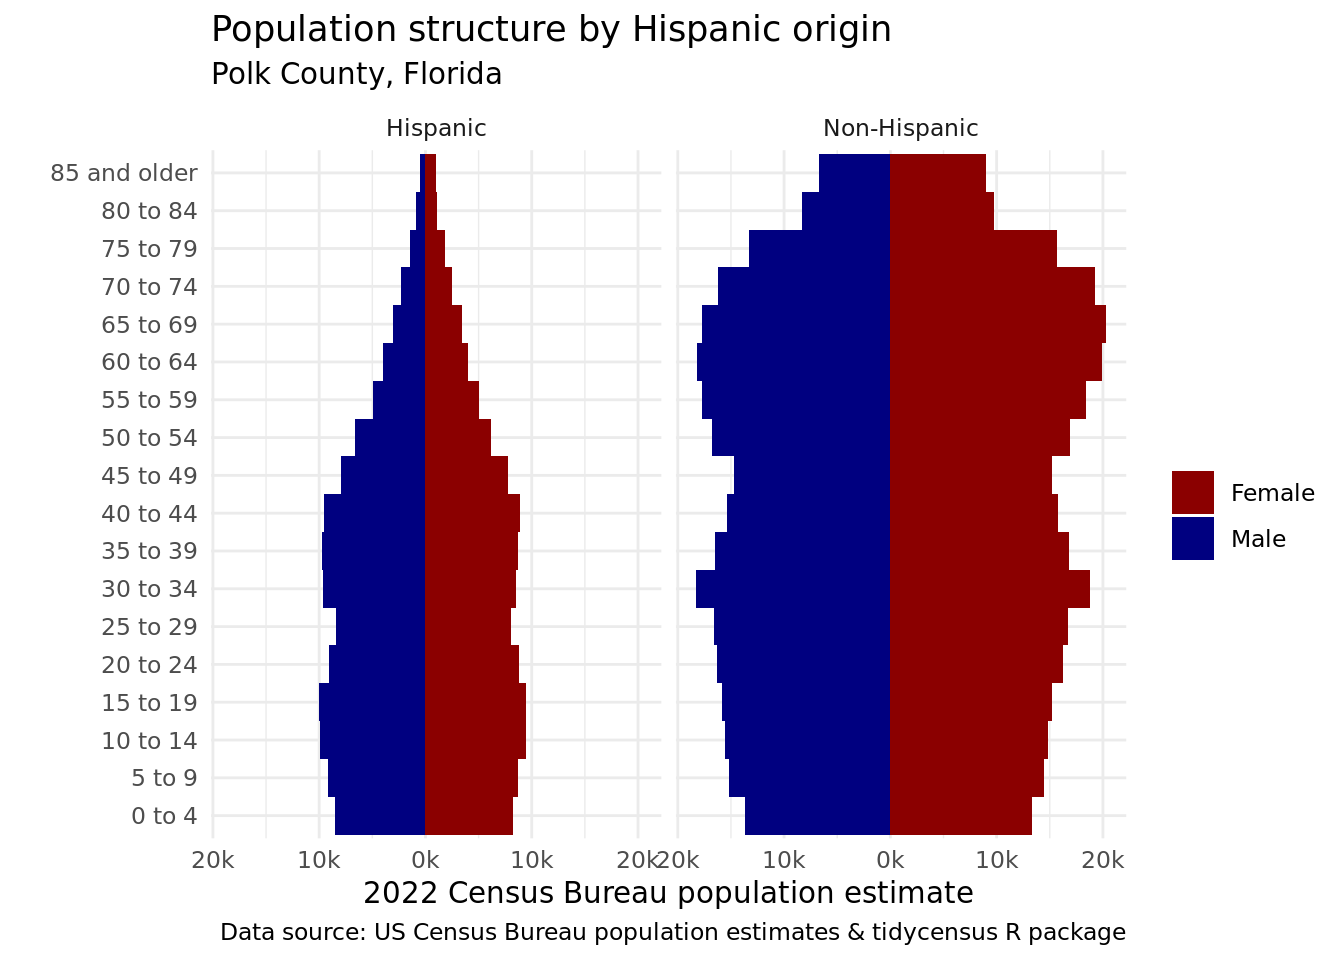 Population structure by Hispanic origin
Polk County, Florida
Hispanic
Non-Hispanic
85 and older
80 to 84
75 to 79
70 to 74
65 to 69
60 to 64
55 to 59
50 to 54
45 to 49
40 to 44
35 to 39
30 to 34
25 to 29
20 to 24
15 to 19
10 to 14
5 to 9
0 to 4
Female
Male
20k 10k 0k 10k 20k 20k 10k 0k 10k 20k
2022 Census Bureau population estimate
Data source: US Census Bureau population estimates & tidycensus R package